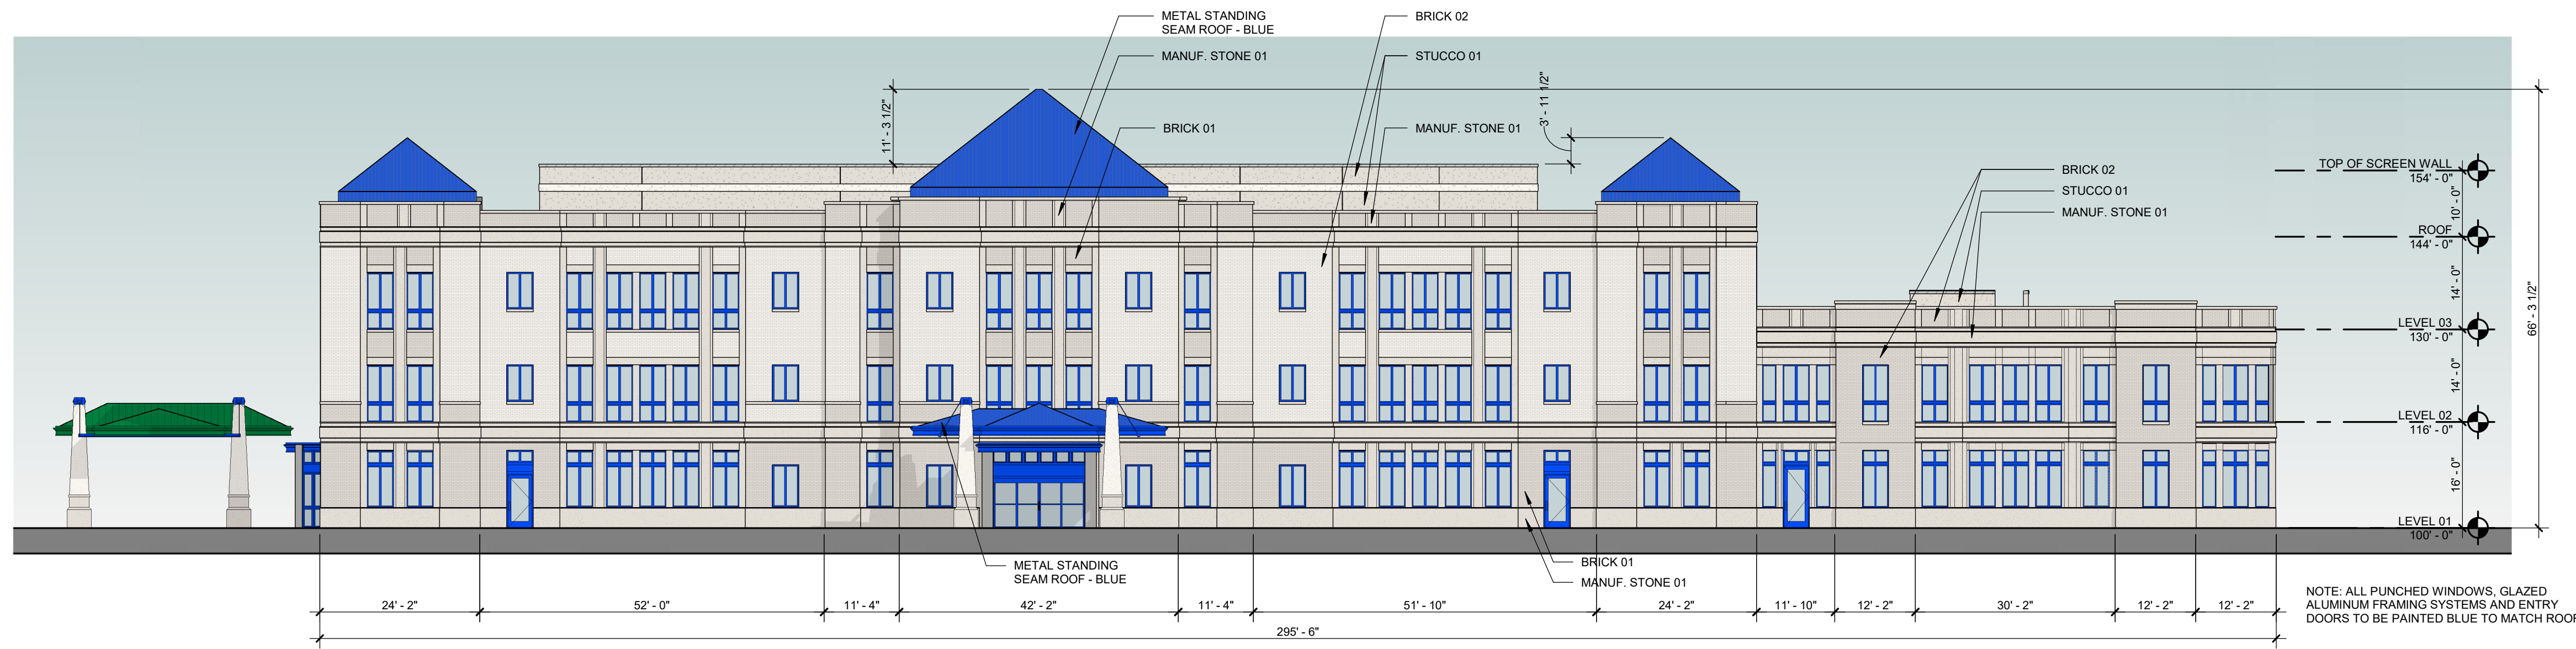 METAL STANDING
SEAM ROOF - BLUE
MANUF. STONE 01
BRICK 01
BRICK 02
STUCCO 01
MANUF. STONE 01
11' - 3 1/2"
3' - 11 1/2"
BRICK 02
STUCCO 01
MANUF. STONE 01
TOP OF SCREEN WALL
154' - 0"
10' - 0"
ROOF
144' - 0"
14' - 0"
LEVEL 03
130' - 0"
14' - 0"
LEVEL 02
116' - 0"
16' - 0"
LEVEL 01
100' - 0"
66' - 3 1/2"
METAL STANDING
SEAM ROOF - BLUE
BRICK 01
MANUF. STONE 01
24' - 2"
52' - 0"
11' - 4"
42' - 2"
11' - 4"
51' - 10"
24' - 2"
11' - 10"
12' - 2"
30' - 2"
12' - 2"
12' - 2"
295' - 6"
NOTE: ALL PUNCHED WINDOWS, GLAZED
ALUMINUM FRAMING SYSTEMS AND ENTRY
DOORS TO BE PAINTED BLUE TO MATCH ROOF